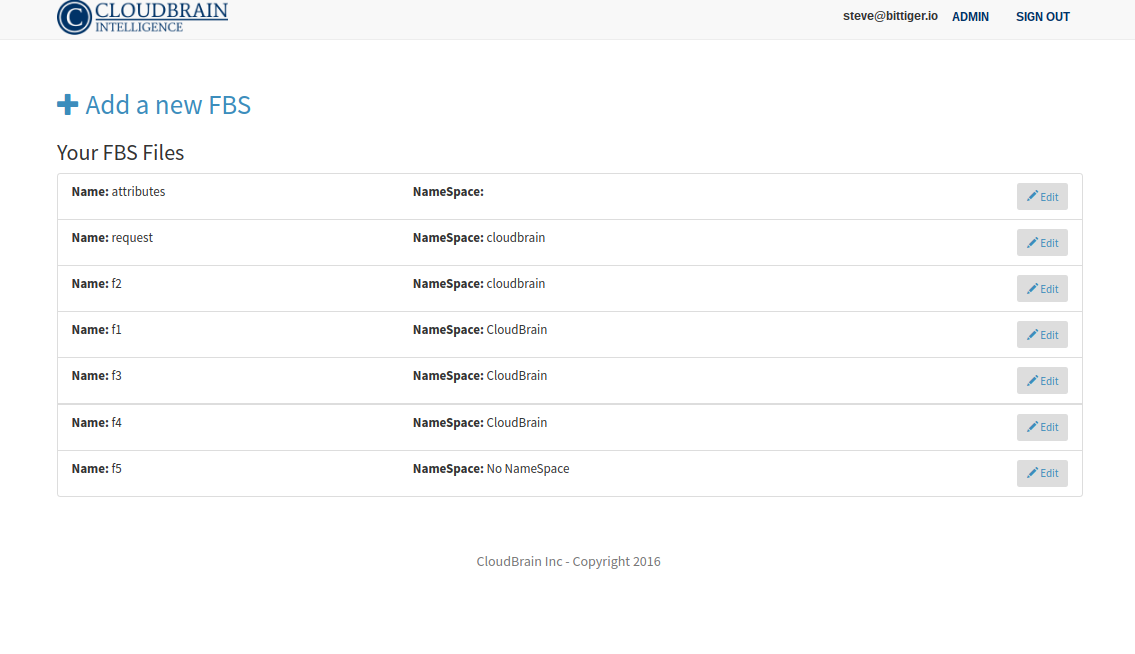 CLOUDBRAIN
INTELLIGENCE
steve@bittiger.io ADMIN SIGN OUT
Add a new FBS
Your FBS Files
Name: attributes NameSpace: Edit
Name: request NameSpace: cloudbrain Edit
Name: f2 NameSpace: cloudbrain Edit
Name: f1 NameSpace: CloudBrain Edit
Name: f3 NameSpace: CloudBrain Edit
Name: f4 NameSpace: CloudBrain Edit
Name: f5 NameSpace: No NameSpace Edit
CloudBrain Inc - Copyright 2016